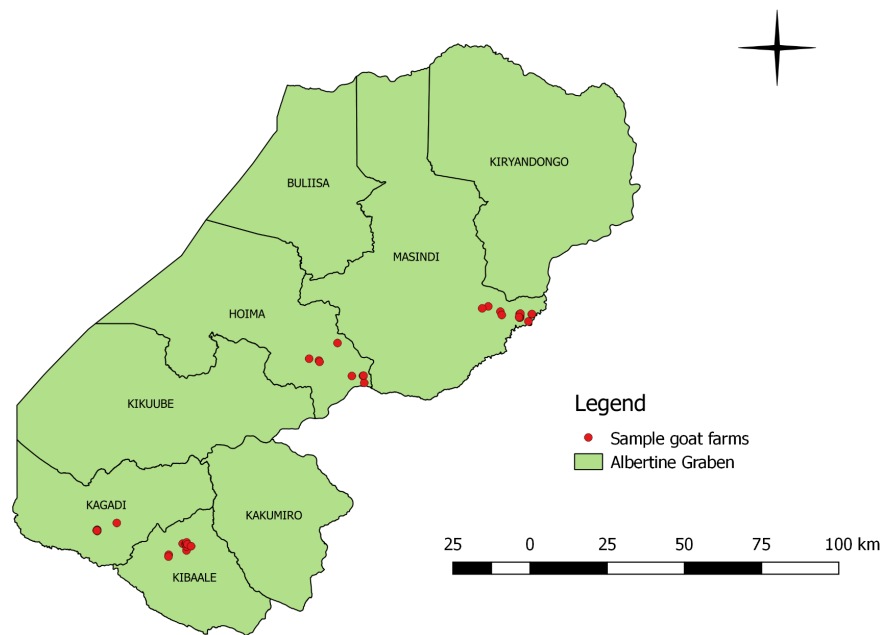 KIRYANDONGO
BULIISA
MASINDI
HOIMA
KIKUUBE
Legend
Sample goat farms
Albertine Graben
KAGADI
KAKUMIRO
KIBAALE
25 0 25 50 75 100 km